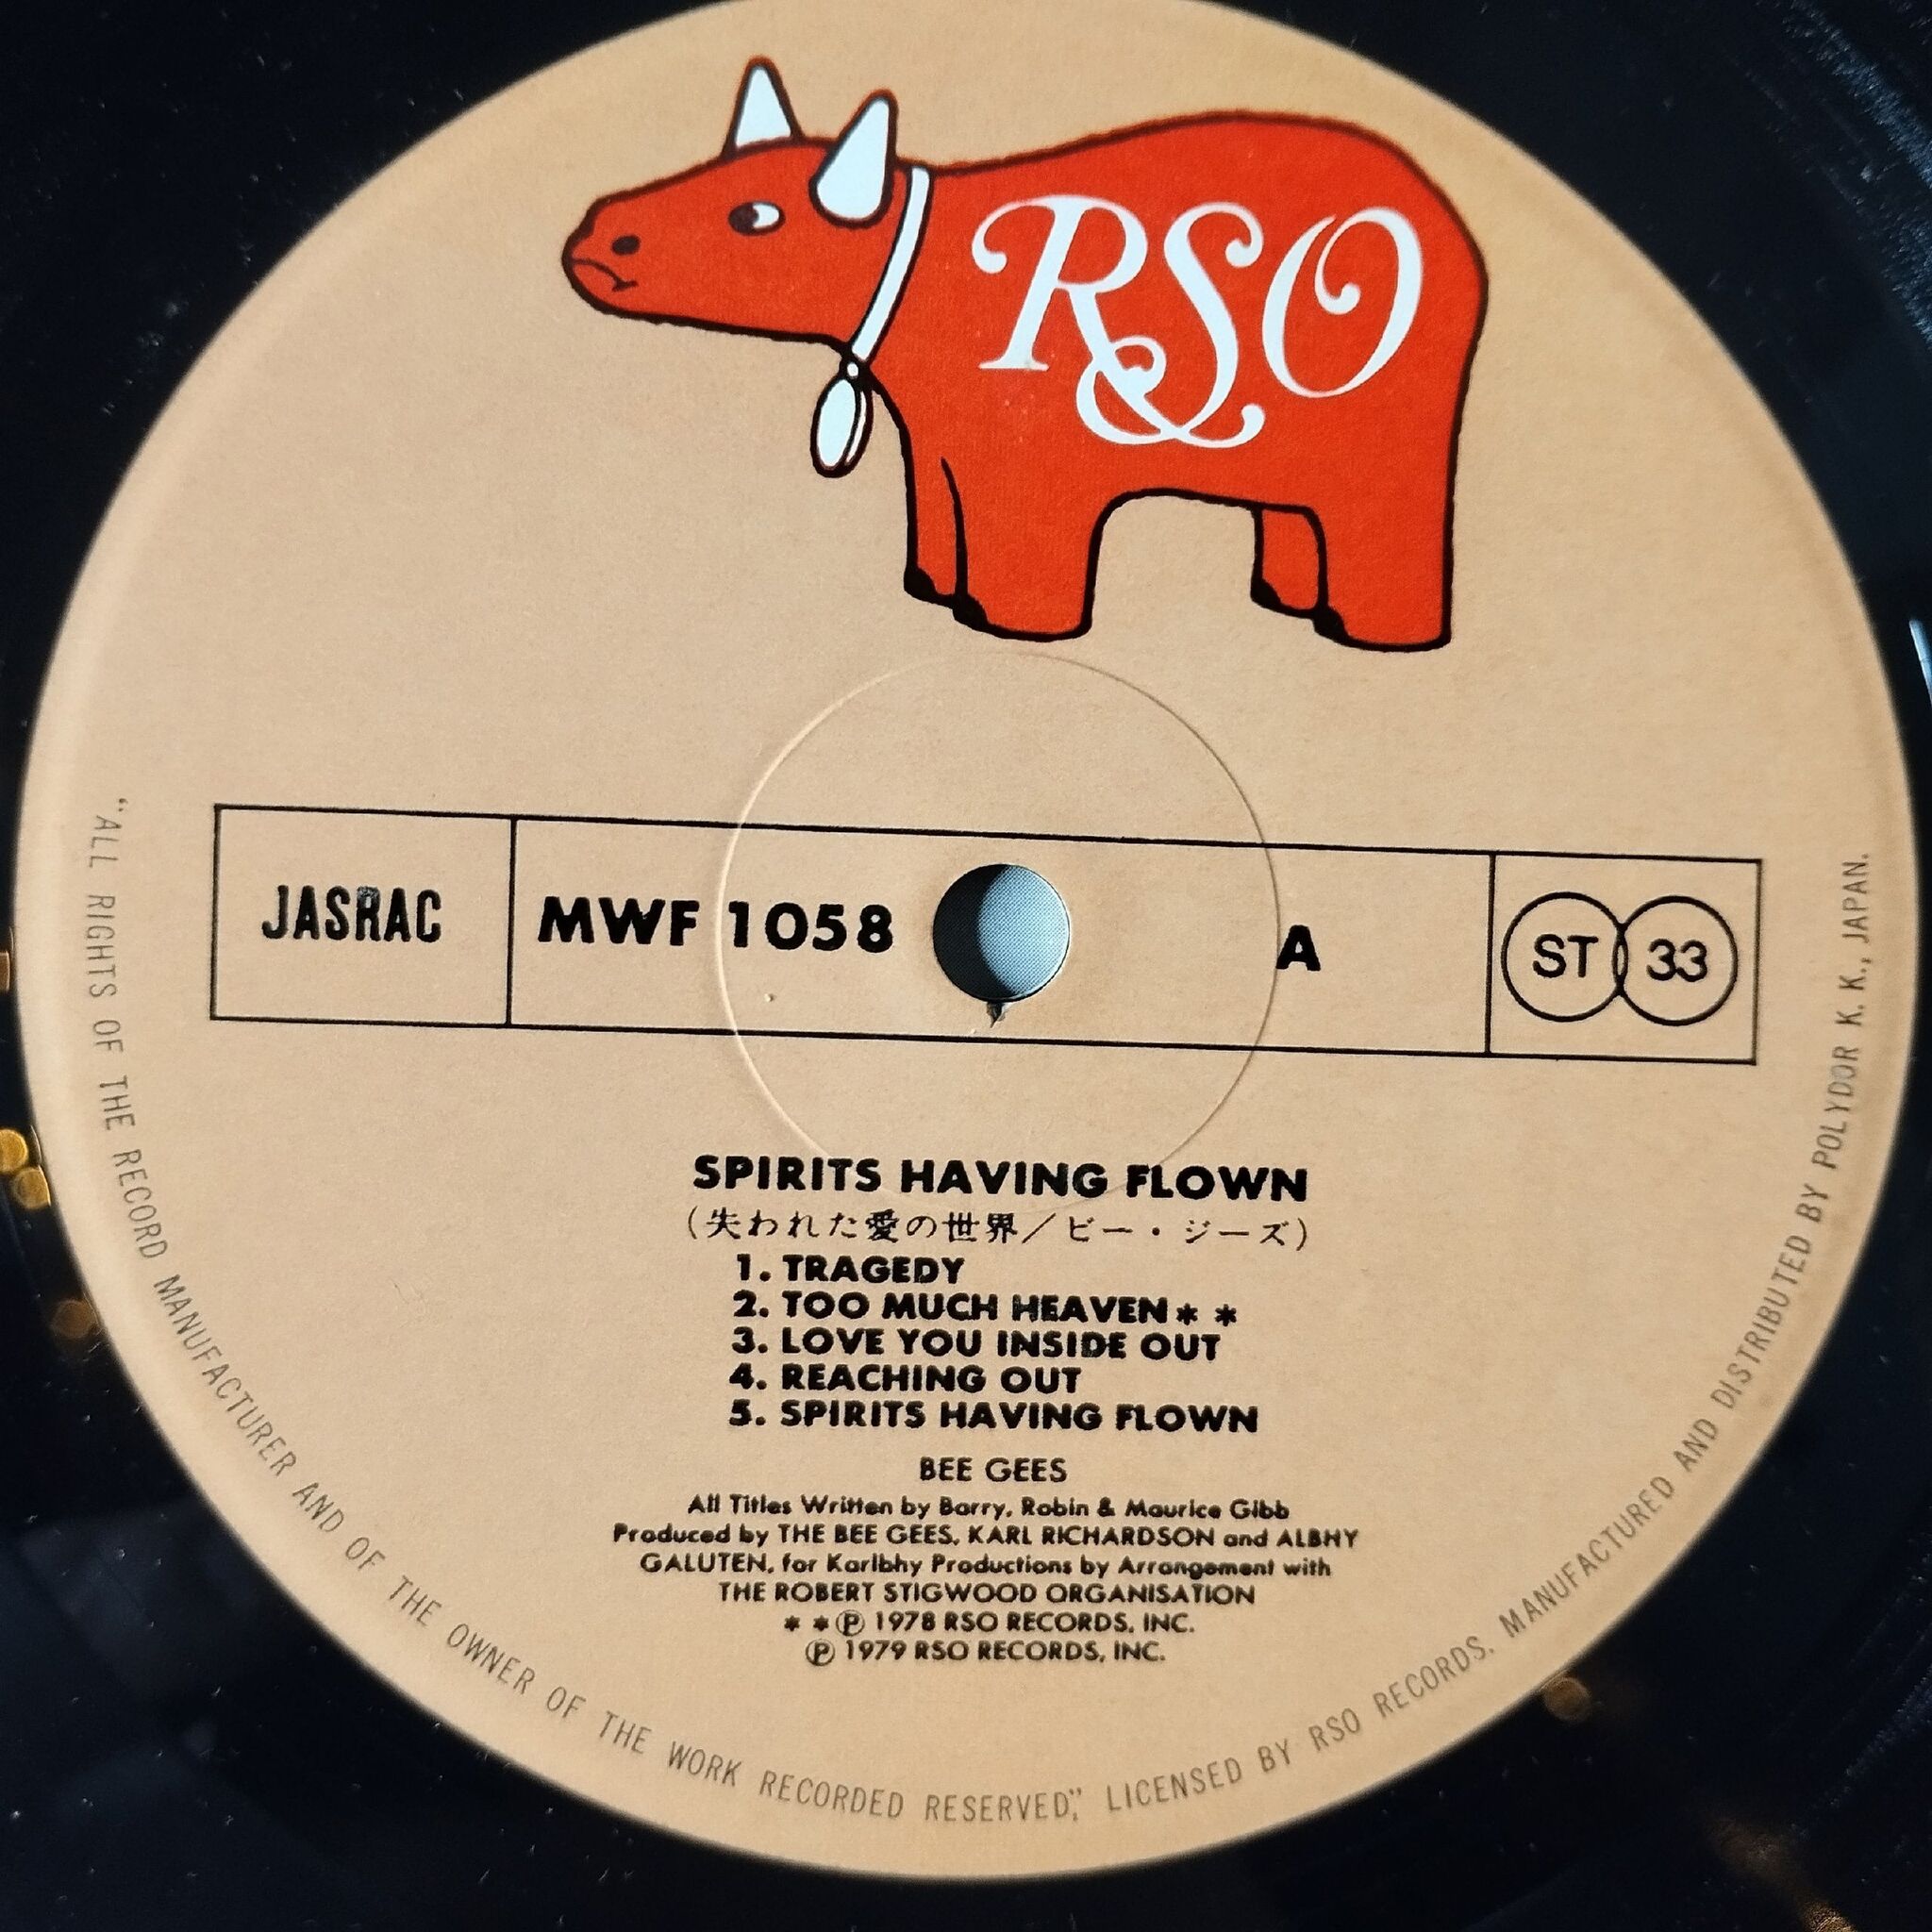 RSO
JASRAC
MWF 1058
A
ST 33
SPIRITS HAVING FLOWN
(失われた愛の世界/ビー・ジーズ)
1. TRAGEDY
2. TOO MUCH HEAVEN＊＊
3. LOVE YOU INSIDE OUT
4. REACHING OUT
5. SPIRITS HAVING FLOWN
BEE GEES
All Titles Written by Barry, Robin & Maurice Gibb
Produced by THE BEE GEES, KARL RICHARDSON and ALBHY
GALUTEN, for Karlbhy Productions by Arrangement with
THE ROBERT STIGWOOD ORGANISATION
＊＊Ⓟ 1978 RSO RECORDS, INC.
Ⓟ 1979 RSO RECORDS, INC.
"ALL RIGHTS OF THE RECORD MANUFACTURER AND OF THE OWNER OF THE WORK RECORDED RESERVED", LICENSED BY RSO RECORDS. MANUFACTURED AND DISTRIBUTED BY POLYDOR K. K., JAPAN.